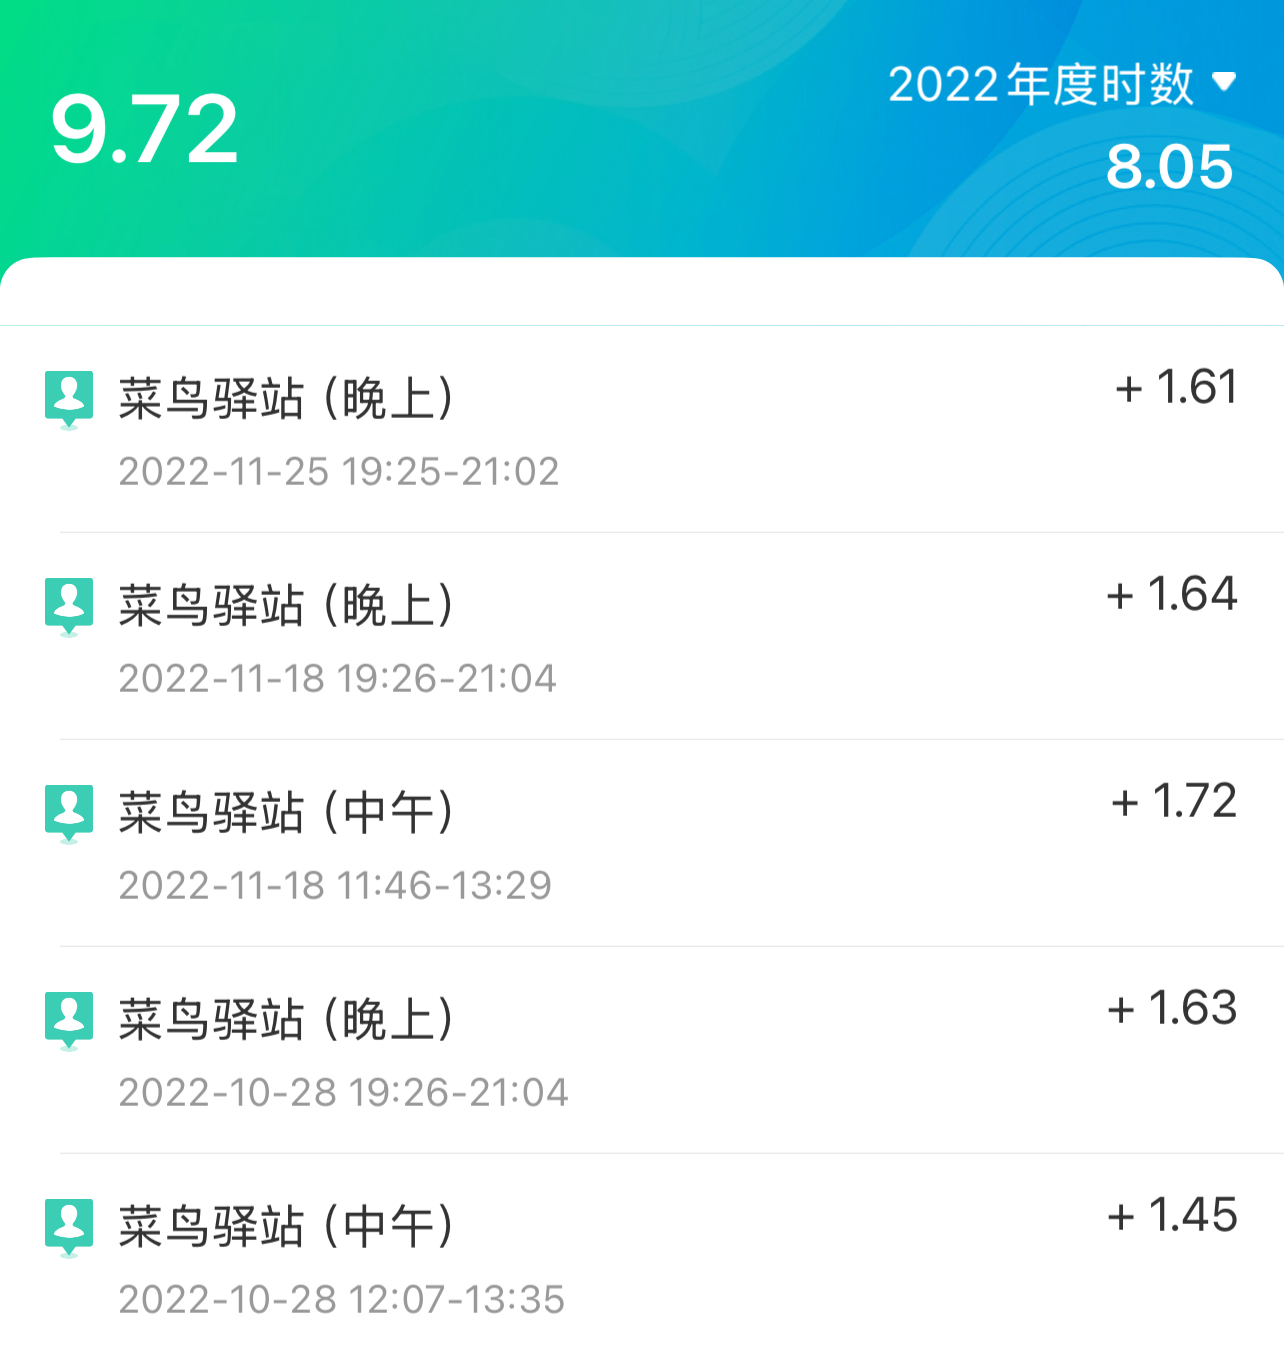 9.72
2022年度时数
8.05
菜鸟驿站（晚上）
+ 1.61
2022-11-25 19:25-21:02
菜鸟驿站（晚上）
+ 1.64
2022-11-18 19:26-21:04
菜鸟驿站（中午）
+ 1.72
2022-11-18 11:46-13:29
菜鸟驿站（晚上）
+ 1.63
2022-10-28 19:26-21:04
菜鸟驿站（中午）
+ 1.45
2022-10-28 12:07-13:35